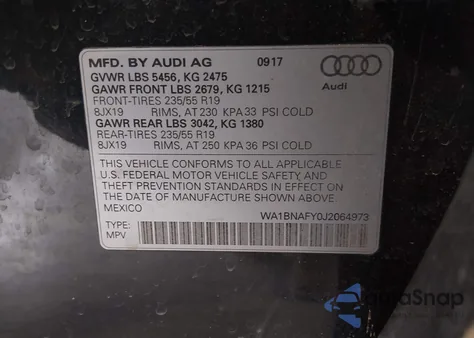 MFD. BY AUDI AG 09 17
GVWR LBS 5456, KG 2475
GAWR FRONT LBS 2679, KG 1215
FRONT-TIRES 235/55 R19
8JX19 RIMS, AT 230 KPA 33 PSI COLD
GAWR REAR LBS 3042, KG 1380
REAR-TIRES 235/55 R19
8JX19 RIMS, AT 250 KPA 36 PSI COLD
Audi
THIS VEHICLE CONFORMS TO ALL APPLICABLE
U.S. FEDERAL MOTOR VEHICLE SAFETY, AND
THEFT PREVENTION STANDARDS IN EFFECT ON
THE DATE OF MANUFACTURE SHOWN ABOVE.
MEXICO
WA1BNAFY0J2064973
TYPE:
MPV